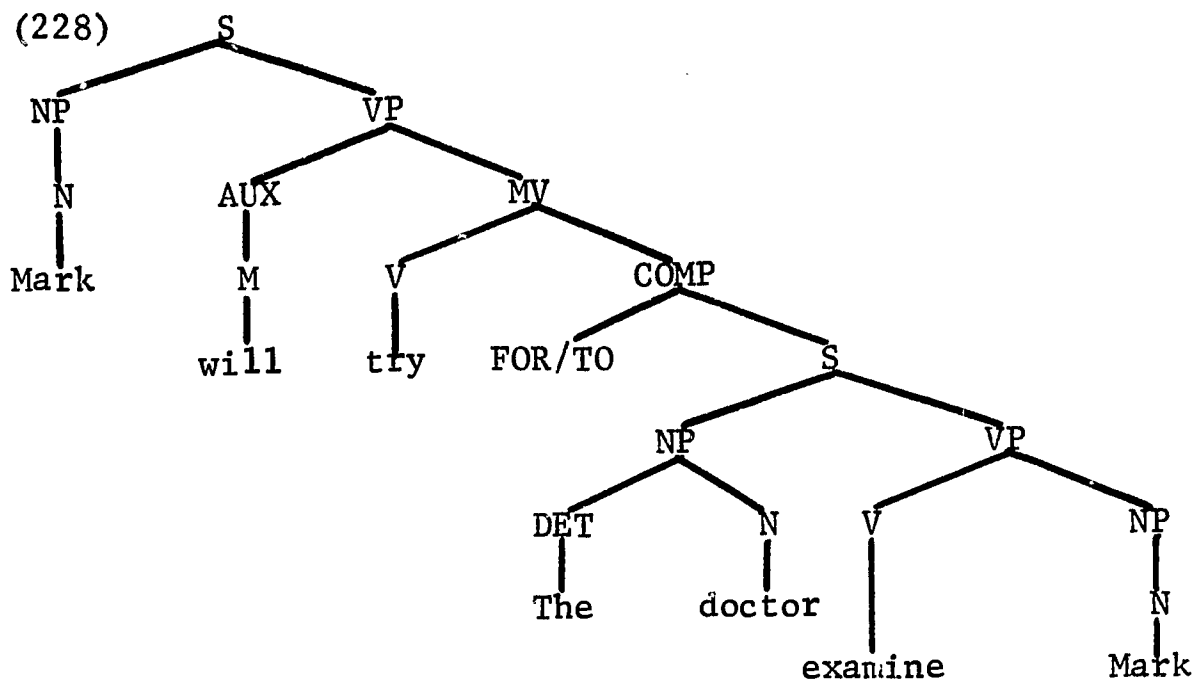 (228) S
NP VP
N AUX MV
Mark M V COMP
will try FOR/TO S
NP VP
DET N V NP
The doctor N
examine Mark